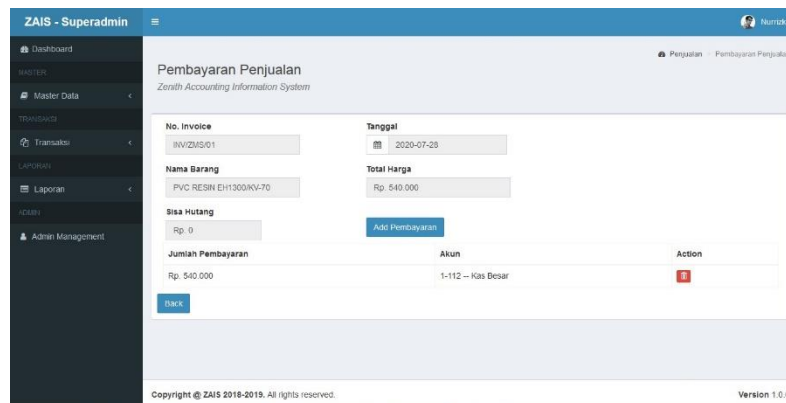 ZAIS - Superadmin
Dashboard
MASTER
Master Data
TRANSAKSI
Transaksi
LAPORAN
Laporan
ADMIN
Admin Management
Penjualan
Pembayaran Penjualan
Zenith Accounting Information System
No. Invoice
Tanggal
INV/ZMS/01
2020-07-28
Nama Barang
Total Harga
PVC RESIN EH1300/KV-70
Rp. 540.000
Sisa Hutang
Rp. 0
Add Pembayaran
Jumlah Pembayaran Akun Action
Rp. 540.000 1-112 -- Kas Besar
Back
Copyright @ ZAIS 2018-2019. All rights reserved.
Version 1.0.